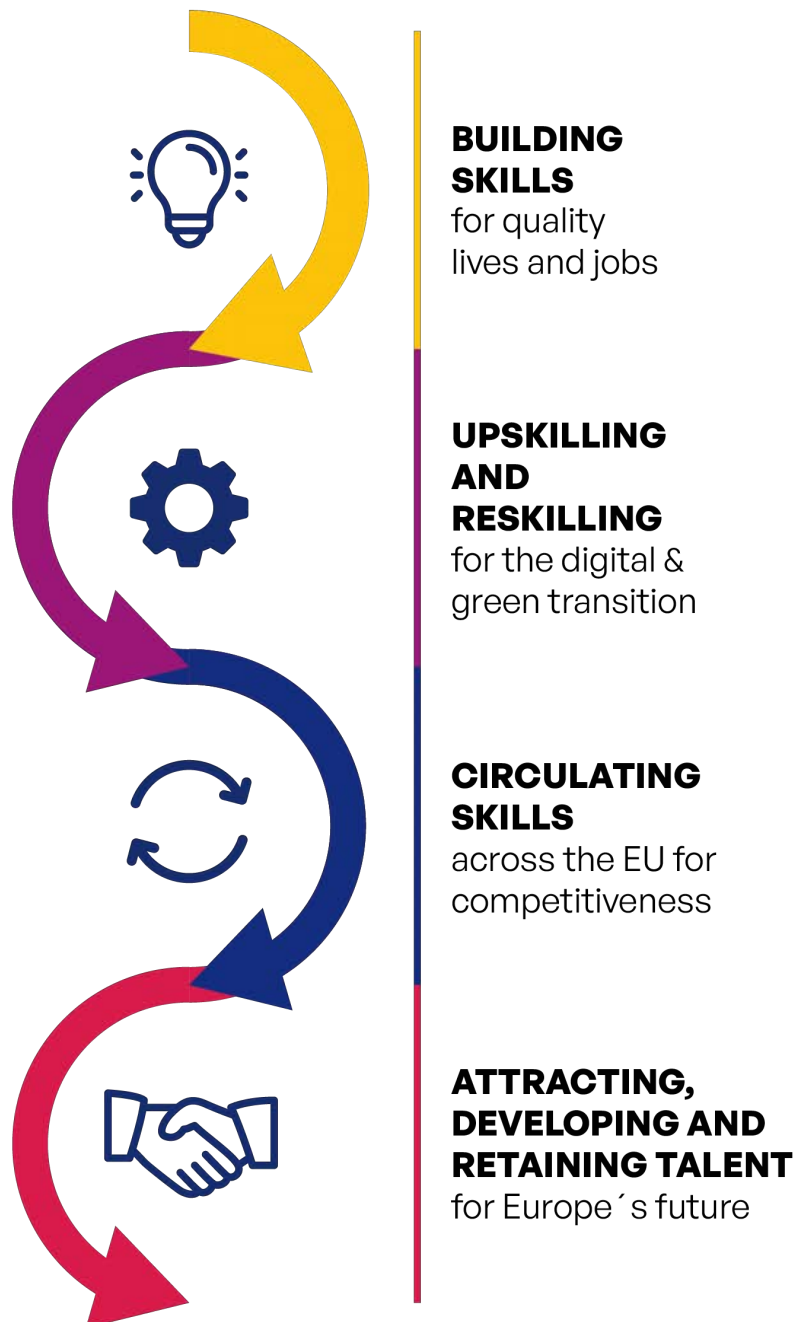 BUILDING
SKILLS
for quality
lives and jobs
UPSKILLING
AND
RESKILLING
for the digital &
green transition
CIRCULATING
SKILLS
across the EU for
competitiveness
ATTRACTING,
DEVELOPING AND
RETAINING TALENT
for Europe´s future